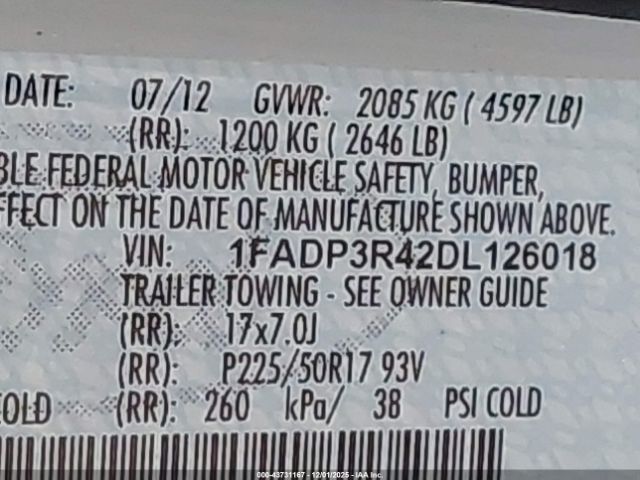 DATE: 07/12 GVWR: 2085 KG ( 4597 LB)
(RR): 1200 KG ( 2646 LB)
BLE FEDERAL MOTOR VEHICLE SAFETY, BUMPER,
FFECT ON THE DATE OF MANUFACTURE SHOWN ABOVE.
VIN: 1FADP3R42DL126018
TRAILER TOWING - SEE OWNER GUIDE
(RR): 17x7.0J
(RR): P225/50R17 93V
COLD (RR): 260 kPa/ 38 PSI COLD
000-43731167 - 12/01/2025 - IAA Inc.